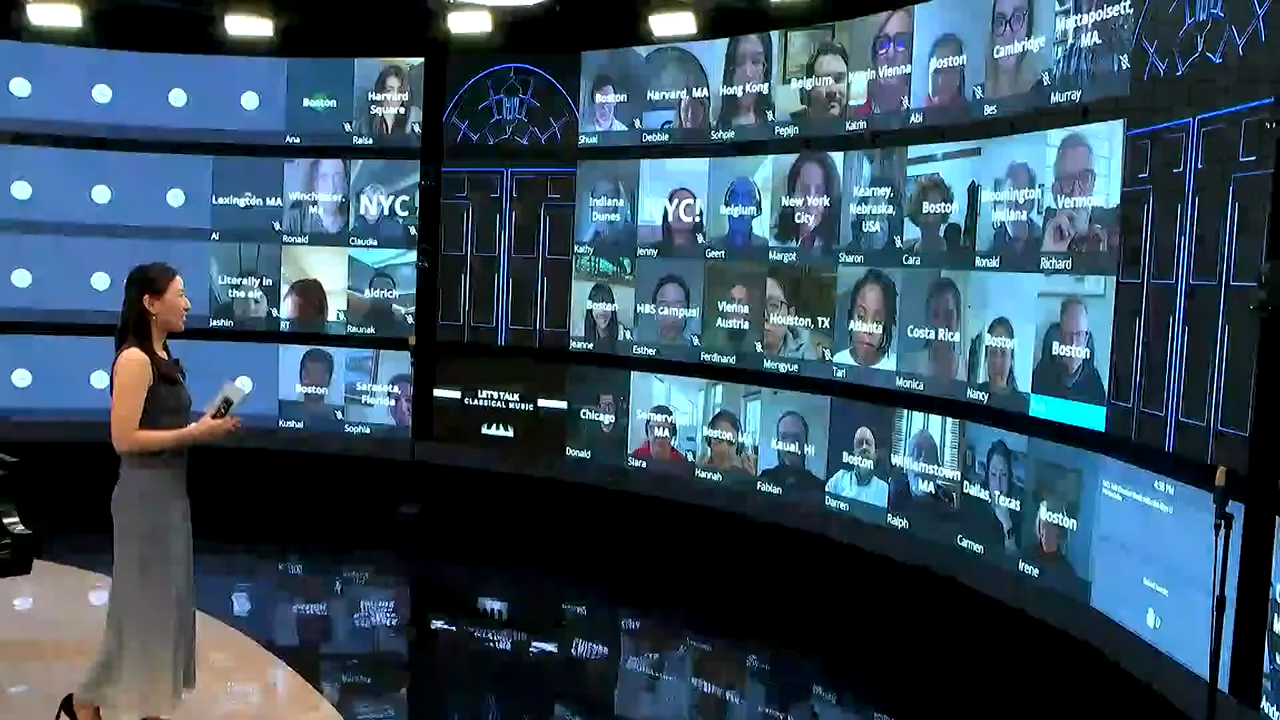 Boston
Ana
Harvard
Square
Raisa
Lexington MA
Al
Winchester,
MA
Ronald
NYC
Claudia
Literally in
the air
Jashin
RT
Aldrich
Raunak
Boston
Kushal
Sarasota,
Florida
Sophia
Boston
Shuai
Harvard, MA
Debbie
Hong Kong
Sohpie
Belgium
Pepijn
Vienna
Katrin
Boston
Abi
Cambridge
Bes
Mattapoisett,
MA.
Murray
Indiana
Dunes
Kathy
NYC!
Jenny
Belgium
Geert
New York
City
Margot
Kearney,
Nebraska,
USA
Sharon
Boston
Cara
Bloomington
Indiana
Ronald
Vermont
Richard
Boston
Jeanne
HBS campus!
Esther
Vienna
Austria
Ferdinand
Houston, TX
Mengyue
Atlanta
Tari
Costa Rica
Monica
Boston
Nancy
Boston
LET'S TALK
CLASSICAL MUSIC
Chicago
Donald
Somerville
MA
Siara
Boston,
Hannah
Kauai, HI
Fabian
Boston
Darren
Williamstown
MA
Ralph
Dallas, Texas
Carmen
Boston
Irene
4:38 PM